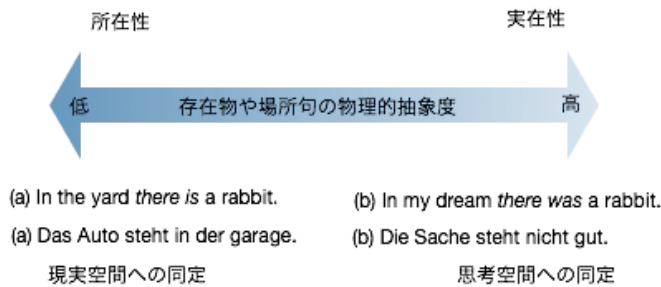 所在性 実在性
低 存在物や場所句の物理的抽象度 高
(a) In the yard there is a rabbit. (b) In my dream there was a rabbit.
(a) Das Auto steht in der garage. (b) Die Sache steht nicht gut.
現実空間への同定 思考空間への同定